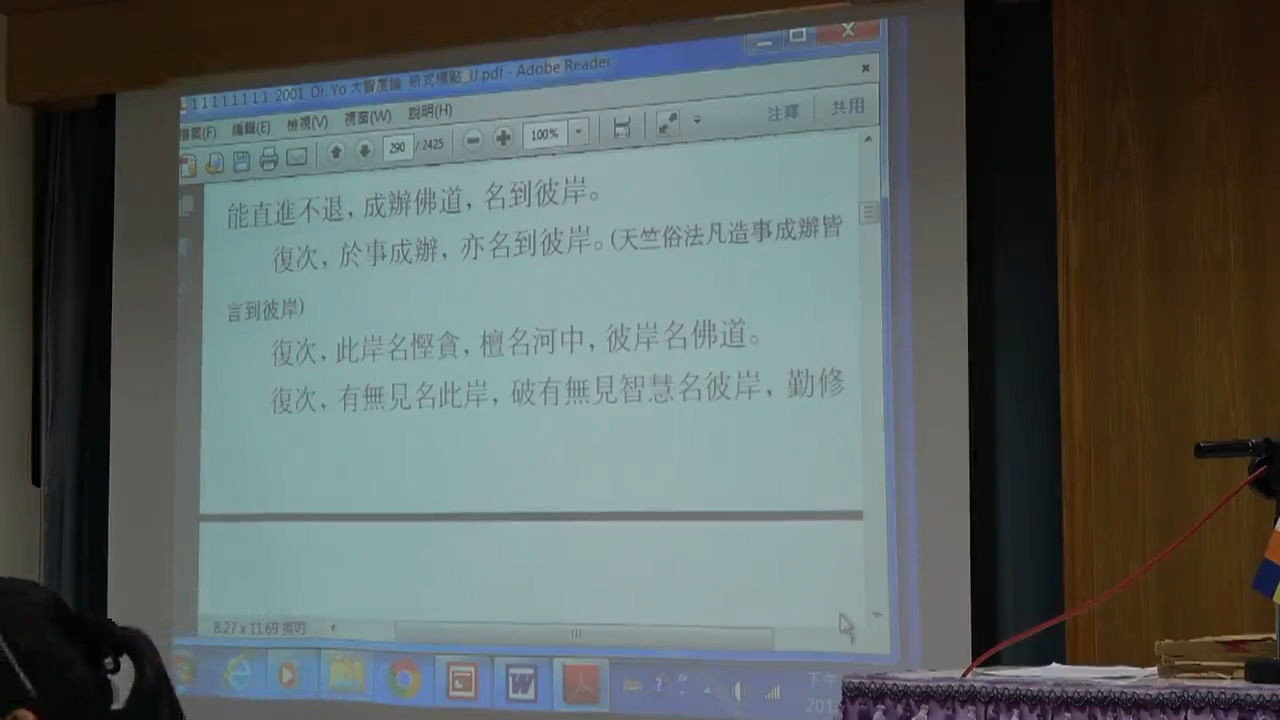 11111111 2001 Dr. Yo 大智度論 新式標點_JJ.pdf - Adobe Reader
檔案(F) 編輯(E) 檢視(V) 視窗(W) 說明(H)
290 / 2425 100% 注釋 共用
能直進不退，成辦佛道，名到彼岸。
復次，於事成辦，亦名到彼岸。(天竺俗法凡造事成辦皆
言到彼岸)
復次，此岸名慳貪，檀名河中，彼岸名佛道。
復次，有無見名此岸，破有無見智慧名彼岸，勤修
8.27 x 11.69 英吋
下午